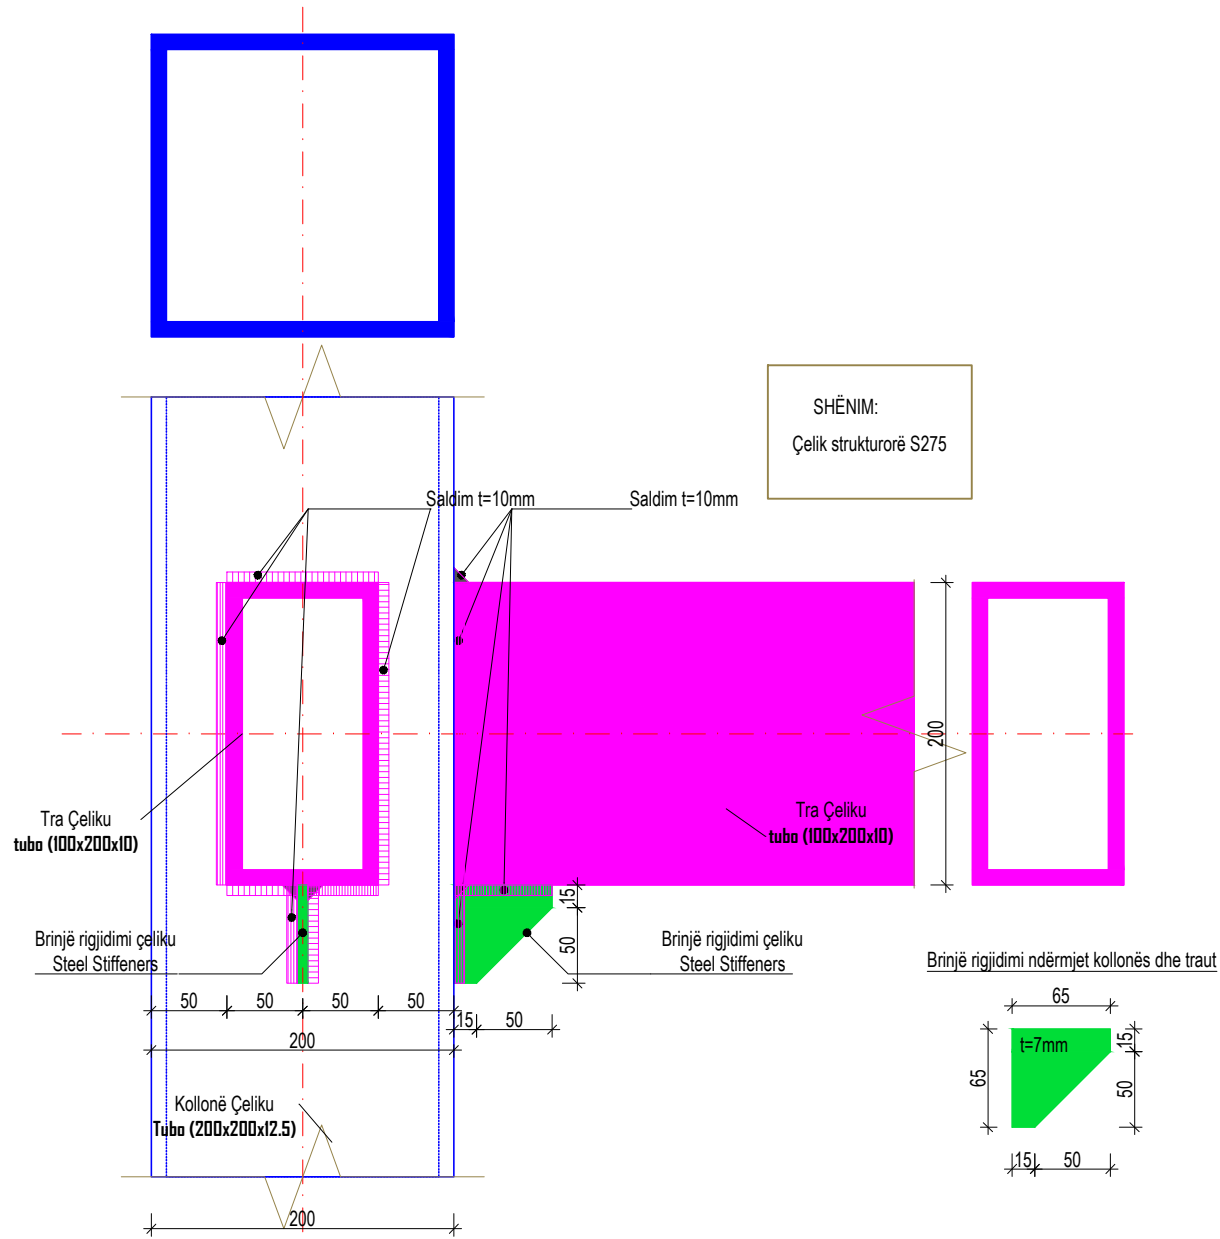 SHËNIM:
Çelik strukturorë S275
Saldim t=10mm
Saldim t=10mm
200
Tra Çeliku
tubo (100x200x10)
Tra Çeliku
tubo (100x200x10)
15
50
Brinjë rigjidimi çeliku
Steel Stiffeners
Brinjë rigjidimi çeliku
Steel Stiffeners
Brinjë rigjidimi ndërmjet kollonës dhe traut
50
50
50
50
15
50
200
65
65
t=7mm
15
50
15
50
Kollonë Çeliku
Tubo (200x200x12.5)
200